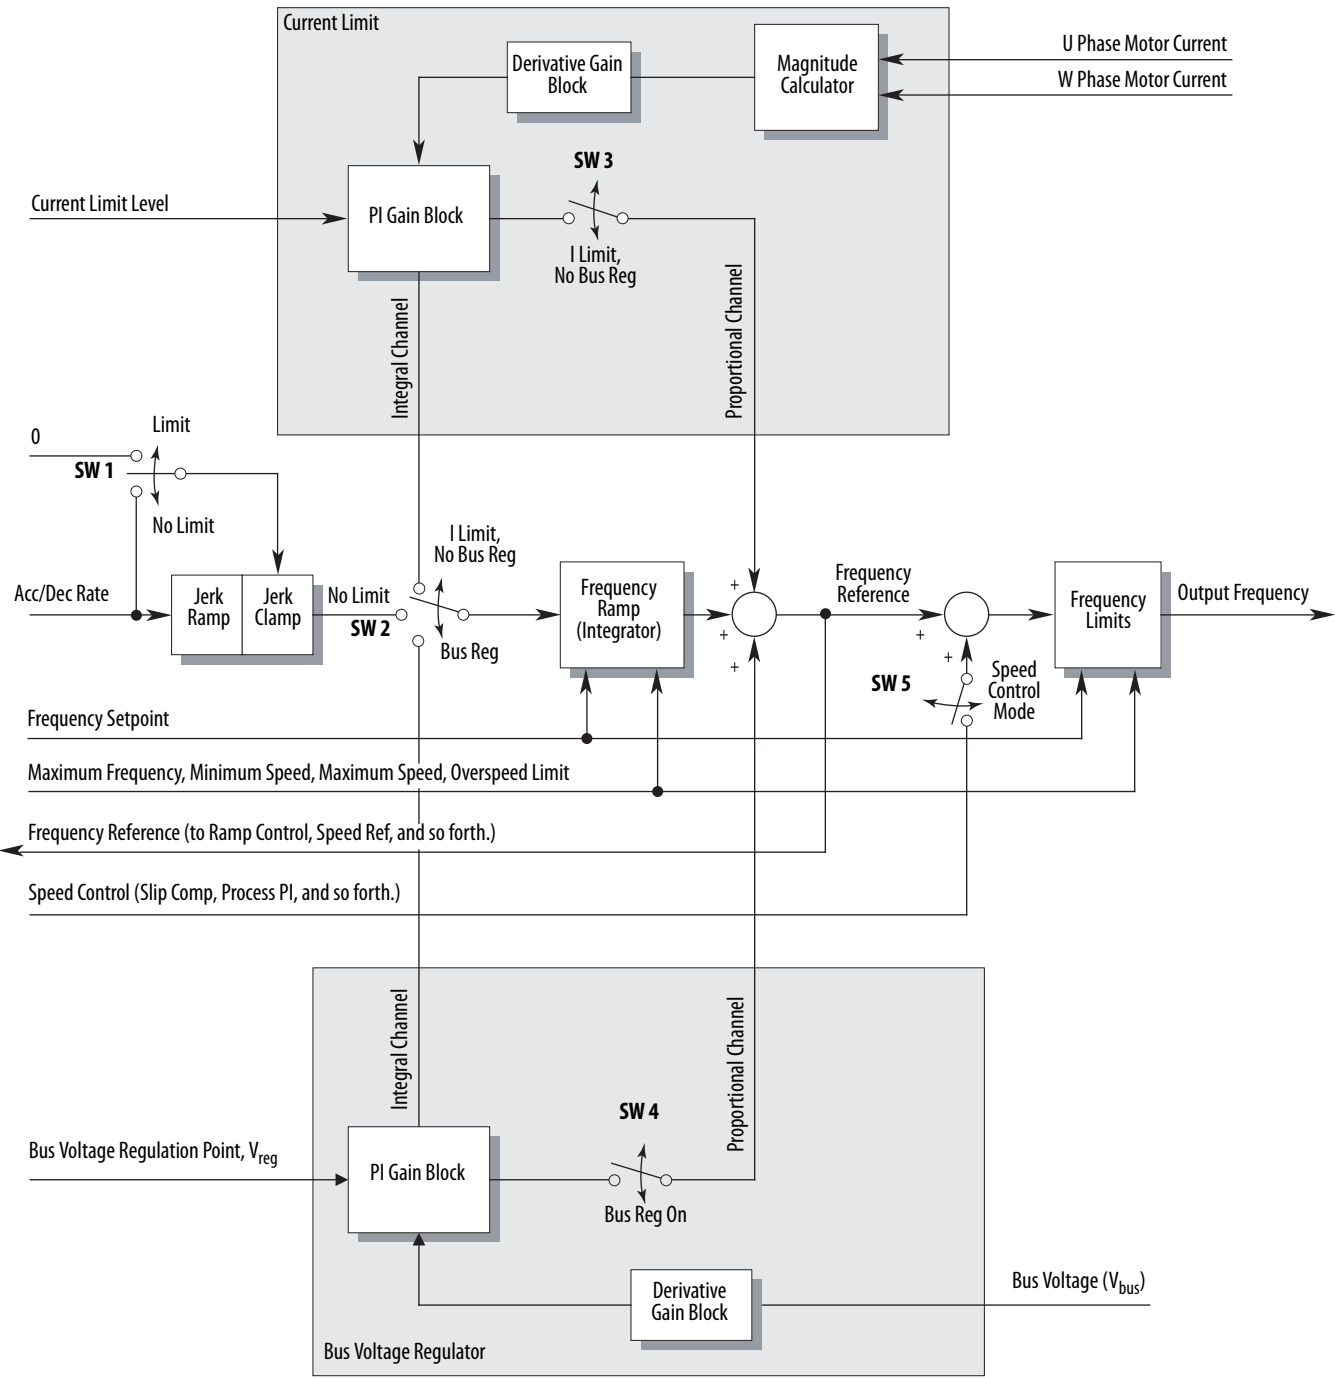 Current Limit
Derivative Gain
Block
Magnitude
Calculator
U Phase Motor Current
W Phase Motor Current
SW 3
Current Limit Level
PI Gain Block
I Limit,
No Bus Reg
Integral Channel
Proportional Channel
Limit
0
SW 1
No Limit
I Limit,
No Bus Reg
Acc/Dec Rate
Jerk
Ramp
Jerk
Clamp
No Limit
SW 2
Bus Reg
Frequency
Ramp
(Integrator)
+
+
+
Frequency
Reference
+
+
SW 5
Speed
Control
Mode
Frequency
Limits
Output Frequency
Frequency Setpoint
Maximum Frequency, Minimum Speed, Maximum Speed, Overspeed Limit
Frequency Reference (to Ramp Control, Speed Ref, and so forth.)
Speed Control (Slip Comp, Process PI, and so forth.)
Integral Channel
Proportional Channel
SW 4
Bus Voltage Regulation Point, Vreg
PI Gain Block
Bus Reg On
Derivative
Gain Block
Bus Voltage (Vbus)
Bus Voltage Regulator